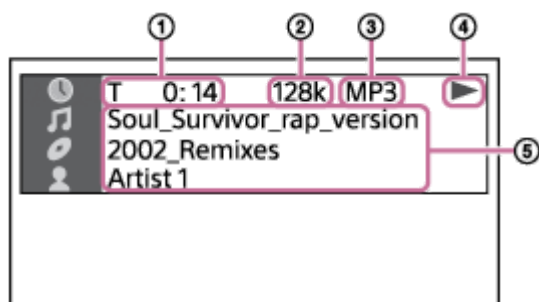 ① ② ③ ④
T 0:14 128k MP3
Soul_Survivor_rap_version
2002_Remixes
⑤
Artist 1